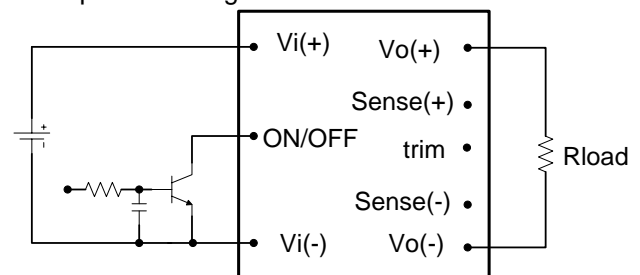 Vi(+)
Vo(+)
Sense(+)
ON/OFF
trim
Rload
Sense(-)
Vi(-)
Vo(-)
+
-